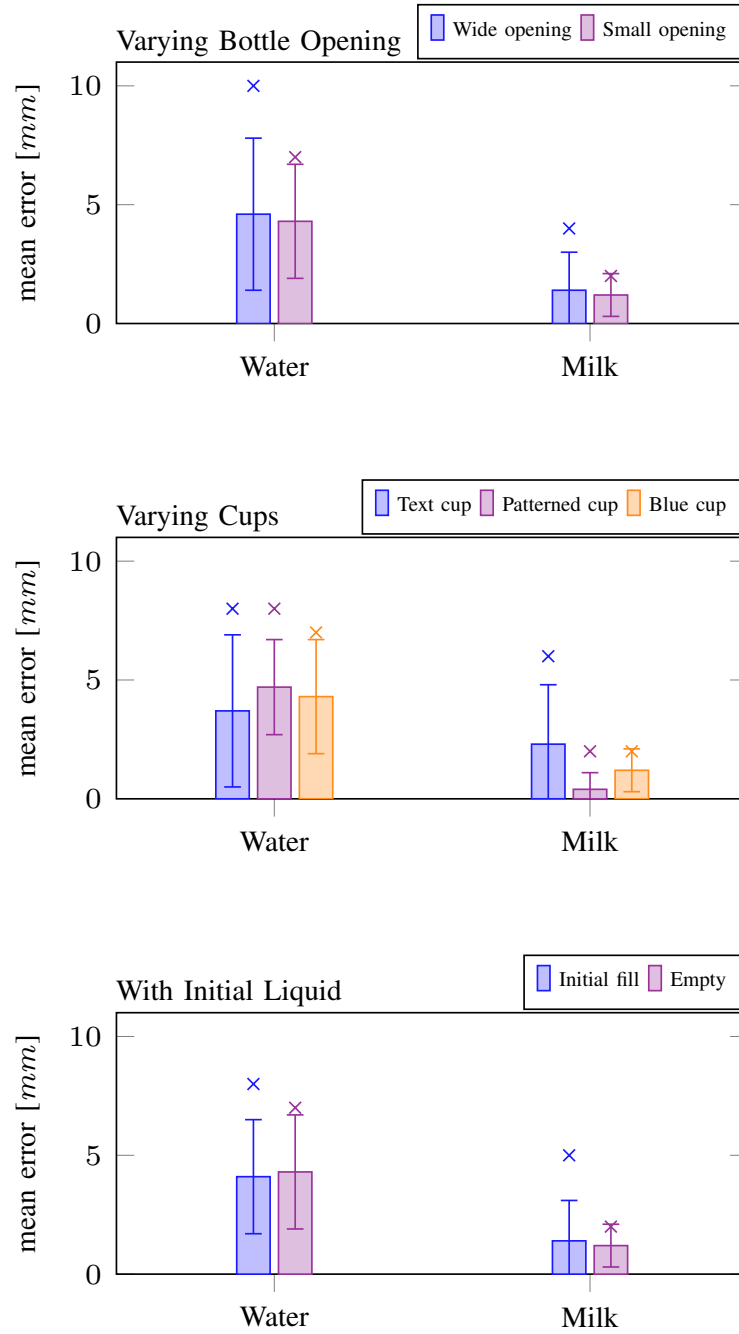 Varying Bottle Opening
Wide opening Small opening
10
5
0
mean error [mm]
Water Milk
Varying Cups
Text cup Patterned cup Blue cup
10
5
0
mean error [mm]
Water Milk
With Initial Liquid
Initial fill Empty
10
5
0
mean error [mm]
Water Milk